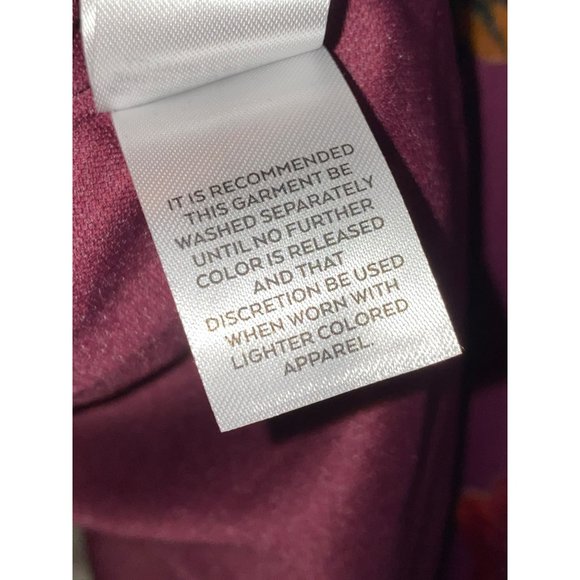 IT IS RECOMMENDED
THIS GARMENT BE
WASHED SEPARATELY
UNTIL NO FURTHER
COLOR IS RELEASED
AND THAT
DISCRETION BE USED
WHEN WORN WITH
LIGHTER COLORED
APPAREL.